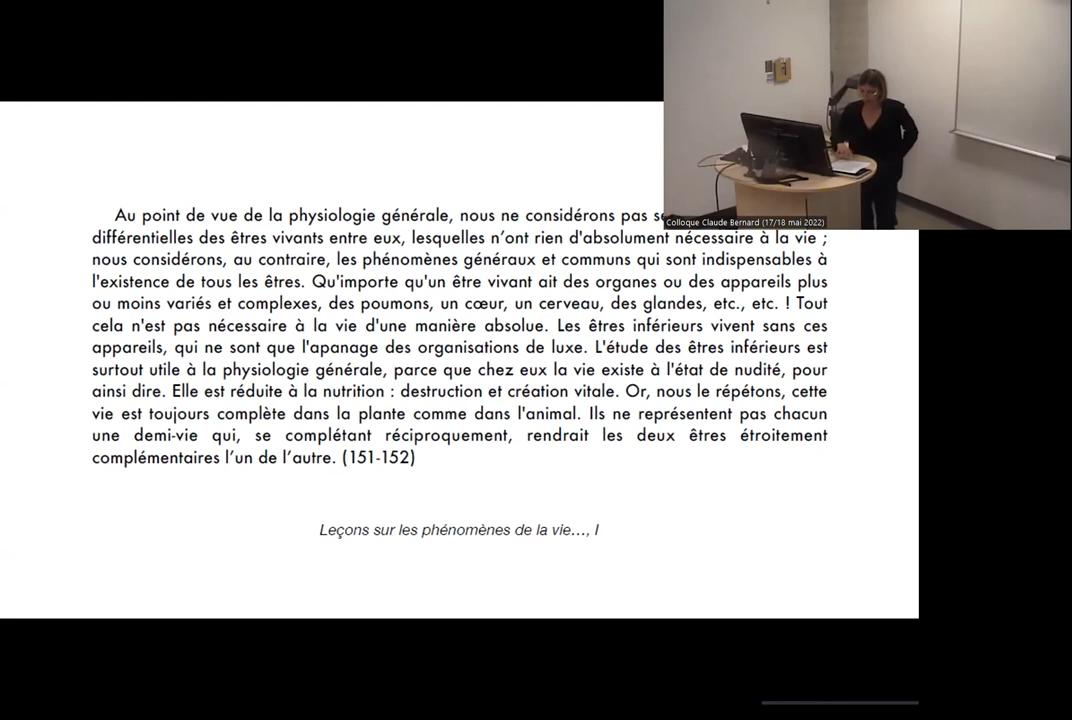 Au point de vue de la physiologie générale, nous ne considérons pas
différentielles des êtres vivants entre eux, lesquelles n’ont rien d'absolument nécessaire à la vie ;
nous considérons, au contraire, les phénomènes généraux et communs qui sont indispensables à
l'existence de tous les êtres. Qu'importe qu'un être vivant ait des organes ou des appareils plus
ou moins variés et complexes, des poumons, un cœur, un cerveau, des glandes, etc., etc. ! Tout
cela n'est pas nécessaire à la vie d'une manière absolue. Les êtres inférieurs vivent sans ces
appareils, qui ne sont que l'apanage des organisations de luxe. L'étude des êtres inférieurs est
surtout utile à la physiologie générale, parce que chez eux la vie existe à l'état de nudité, pour
ainsi dire. Elle est réduite à la nutrition : destruction et création vitale. Or, nous le répétons, cette
vie est toujours complète dans la plante comme dans l'animal. Ils ne représentent pas chacun
une demi-vie qui, se complétant réciproquement, rendrait les deux êtres étroitement
complémentaires l’un de l’autre. (151-152)
Leçons sur les phénomènes de la vie…, I
Colloque Claude Bernard (17/18 mai 2022)